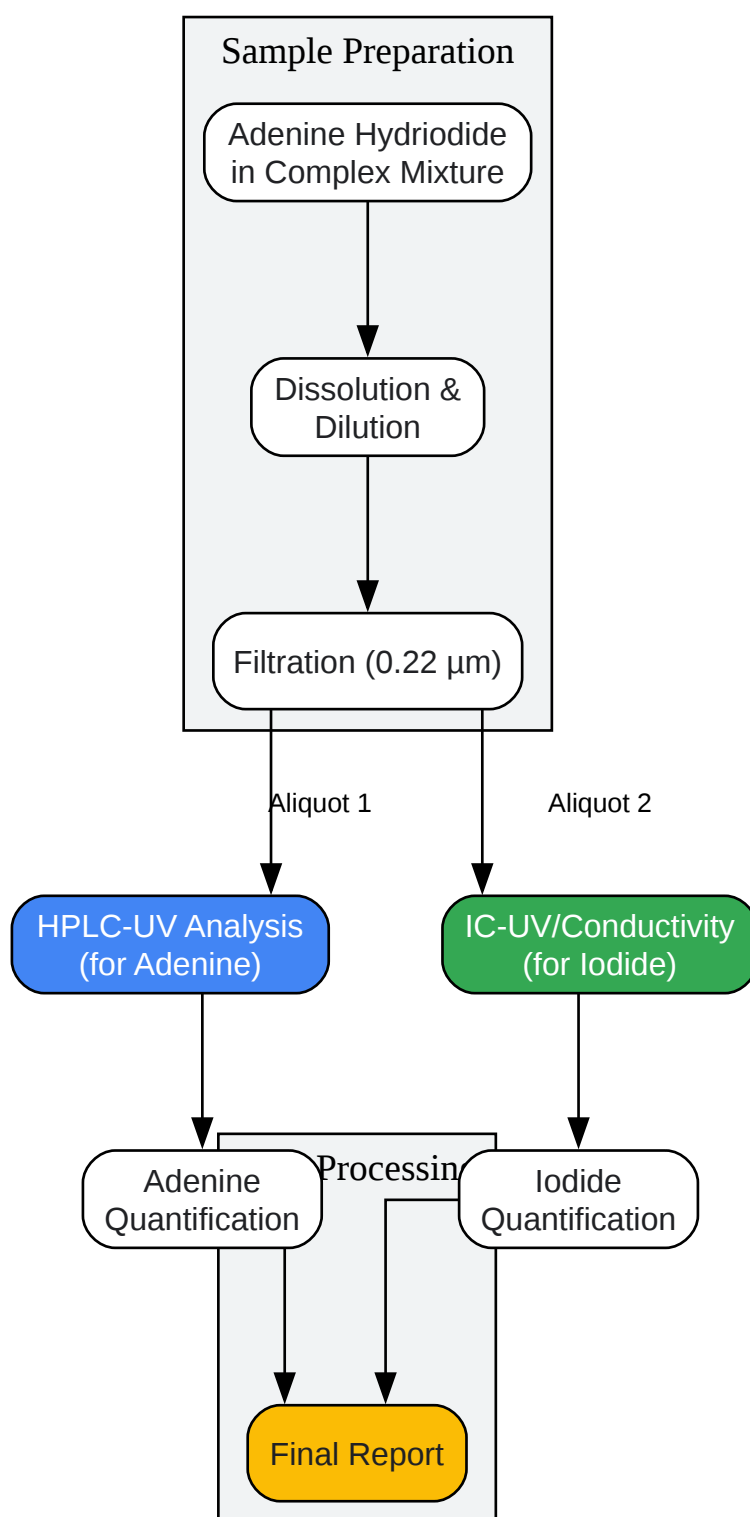 Sample Preparation
Adenine Hydriodide
in Complex Mixture
Dissolution &
Dilution
Filtration (0.22 µm)
Aliquot 1
Aliquot 2
HPLC-UV Analysis
(for Adenine)
IC-UV/Conductivity
(for Iodide)
Processing
Adenine
Quantification
Iodide
Quantification
Final Report